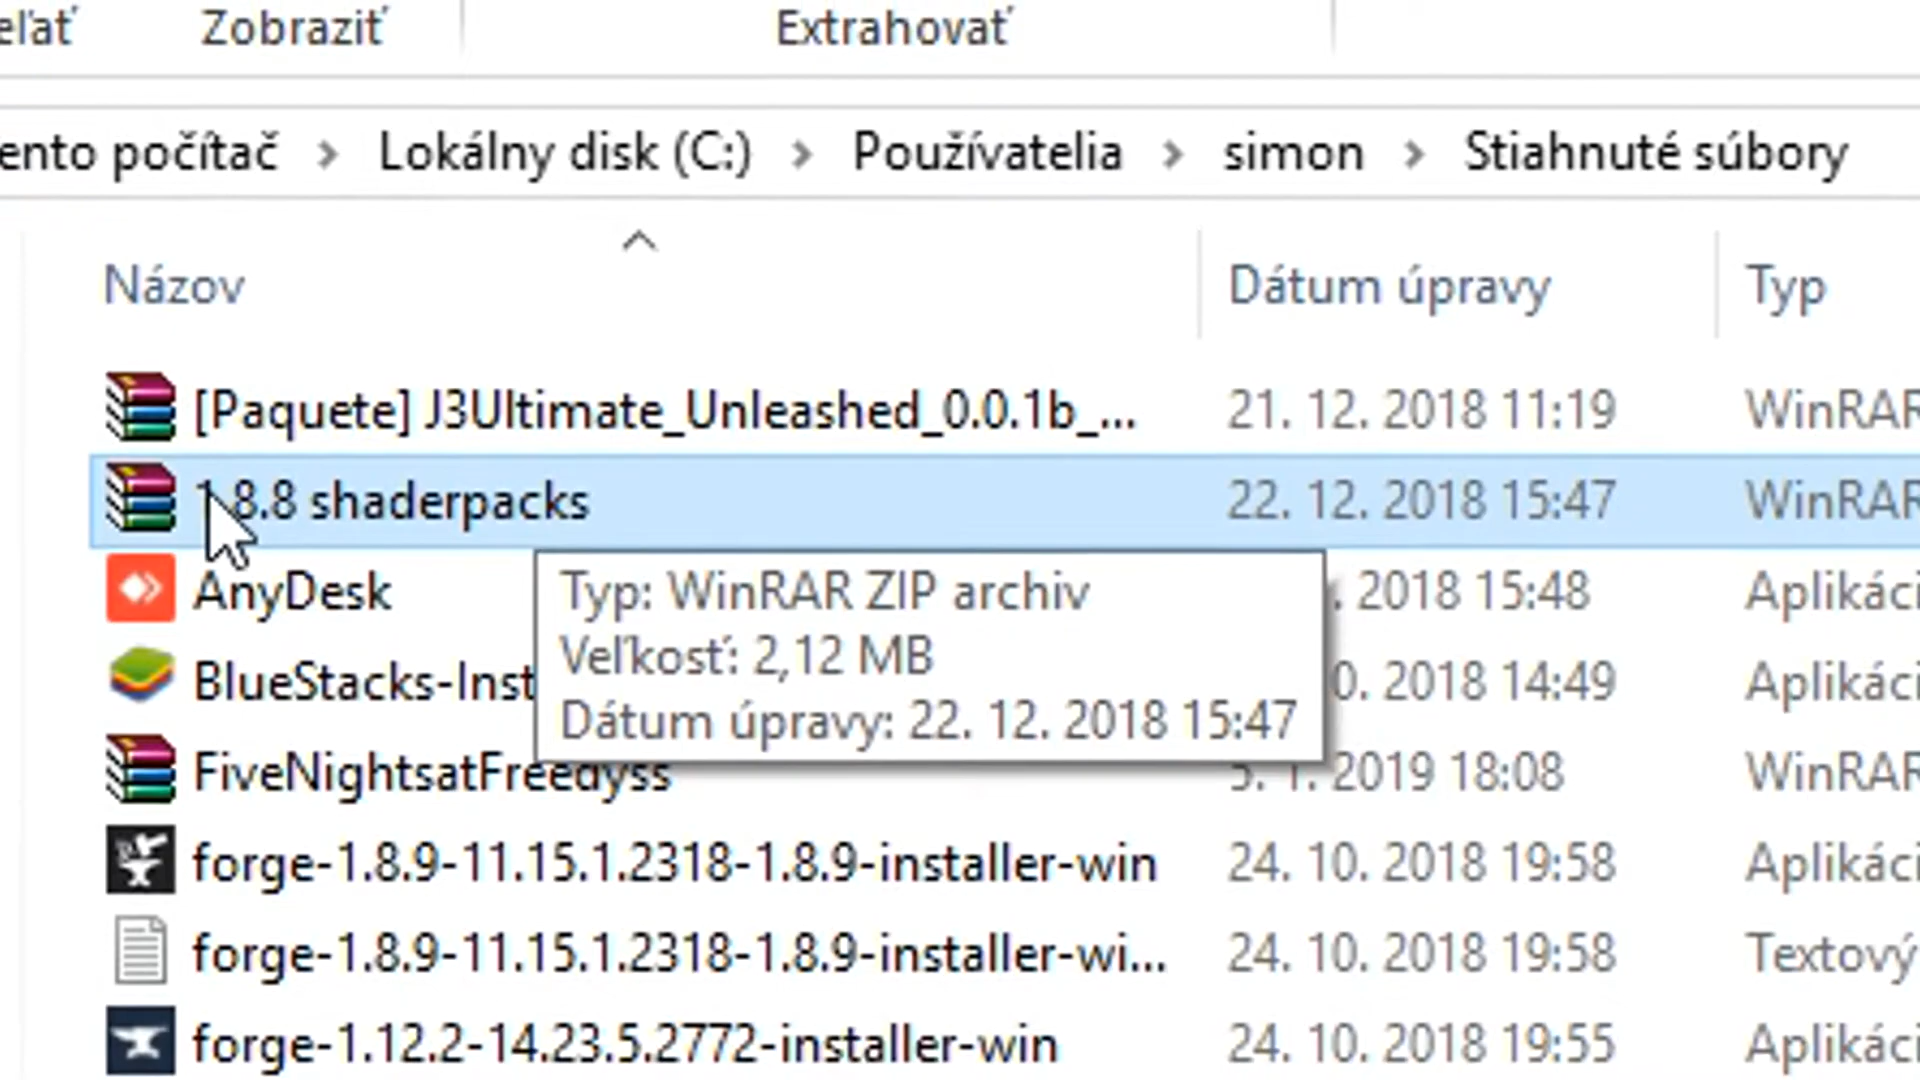 Zobraziť Extrahovať
počítač › Lokálny disk (C:) › Používatelia › simon › Stiahnuté súbory
Názov Dátum úpravy Typ
[Paquete] J3Ultimate_Unleashed_0.0.1b_... 21. 12. 2018 11:19 WinRAR
1.8.8 shaderpacks 22. 12. 2018 15:47 WinRAR
AnyDesk . 2018 15:48 Aplikáci
Typ: WinRAR ZIP archiv
Veľkosť: 2,12 MB
Dátum úpravy: 22. 12. 2018 15:47
BlueStacks-Inst 0. 2018 14:49 Aplikáci
FiveNightsatFreedyss 5. 1. 2019 18:08 WinRAR
forge-1.8.9-11.15.1.2318-1.8.9-installer-win 24. 10. 2018 19:58 Aplikáci
forge-1.8.9-11.15.1.2318-1.8.9-installer-wi... 24. 10. 2018 19:58 Textový
forge-1.12.2-14.23.5.2772-installer-win 24. 10. 2018 19:55 Aplikáci